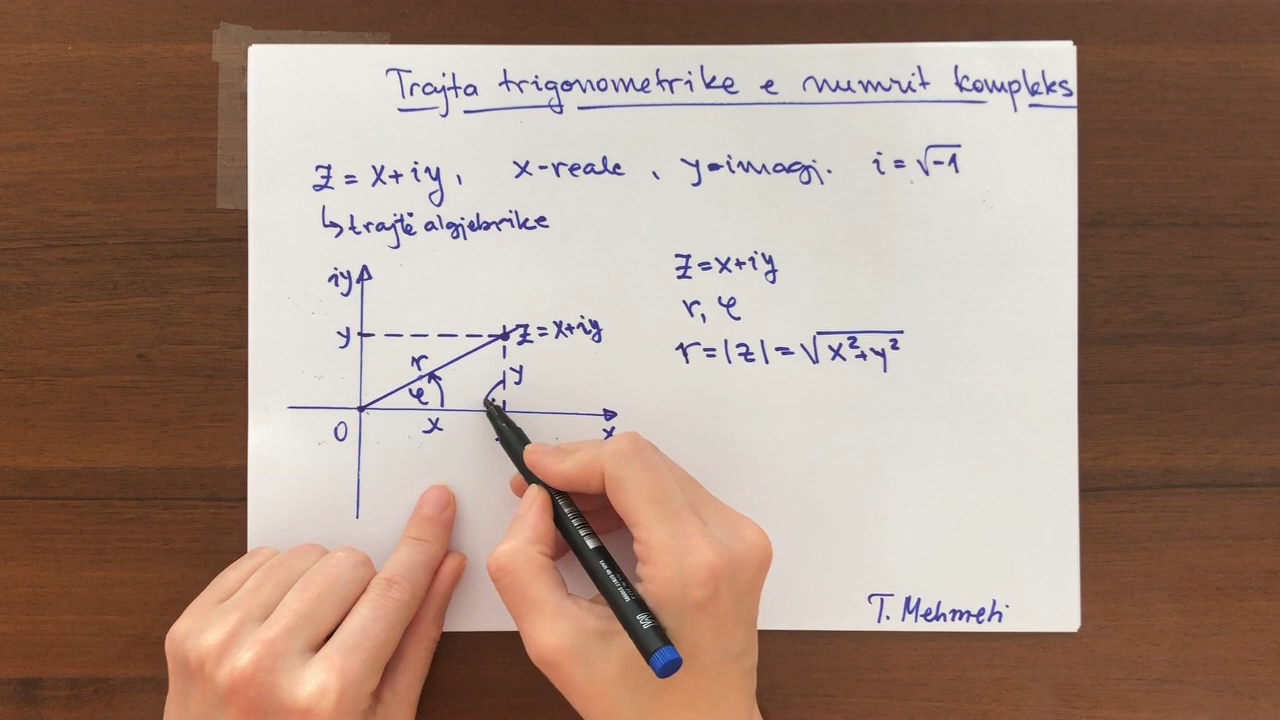 Trajta trigonometrike e numrit kompleks
z = x+iy, x-reale, y-imagj. i = √-1
↳ trajtë algjebrike
iy
y
z = x+iy
r
φ
y
0
x
x
z = x+iy
r, φ
r = |z| = √x²+y²
T. Mehmeti